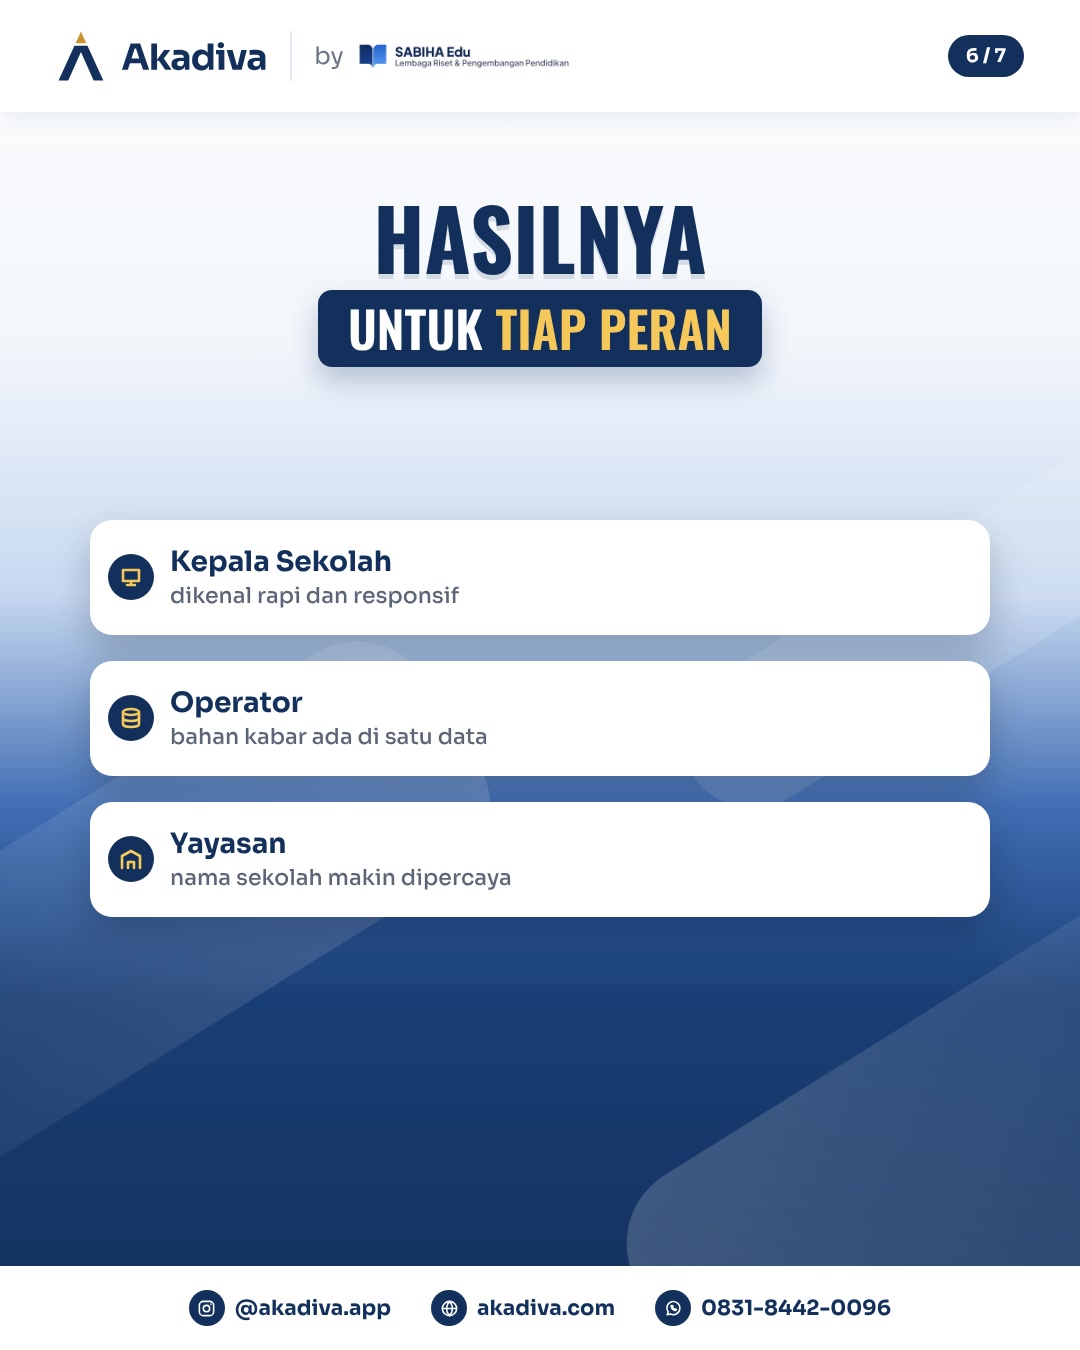 Akadiva
by
SABIHA Edu
Lembaga Riset & Pengembangan Pendidikan
6 / 7
HASILNYA
UNTUK TIAP PERAN
Kepala Sekolah
dikenal rapi dan responsif
Operator
bahan kabar ada di satu data
Yayasan
nama sekolah makin dipercaya
@akadiva.app
akadiva.com
0831-8442-0096